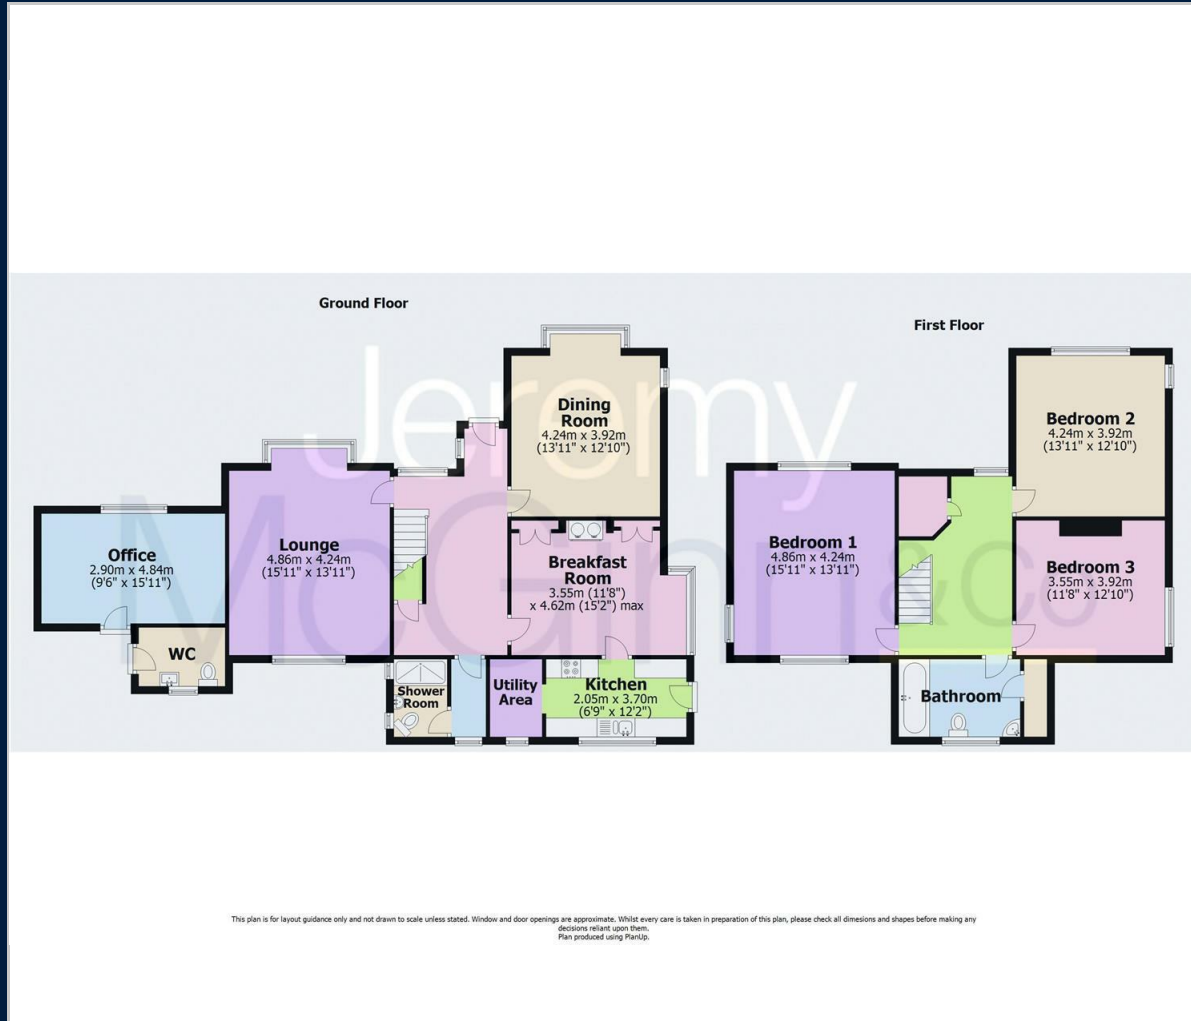 Ground Floor
First Floor
Jeremy
McGinn
& Co
Dining
Room
4.24m x 3.92m
(13'11" x 12'10")
Bedroom 2
4.24m x 3.92m
(13'11" x 12'10")
Office
2.90m x 4.84m
(9'6" x 15'11")
Lounge
4.86m x 4.24m
(15'11" x 13'11")
Breakfast
Room
3.55m (11'8")
x 4.62m (15'2") max
Bedroom 1
4.86m x 4.24m
(15'11" x 13'11")
Bedroom 3
3.55m x 3.92m
(11'8" x 12'10")
WC
Shower
Room
Utility
Area
Kitchen
2.05m x 3.70m
(6'9" x 12'2")
Bathroom
This plan is for layout guidance only and not drawn to scale unless stated. Window and door openings are approximate. Whilst every care is taken in preparation of this plan, please check all dimesions and shapes before making any
decisions reliant upon them.
Plan produced using PlanUp.